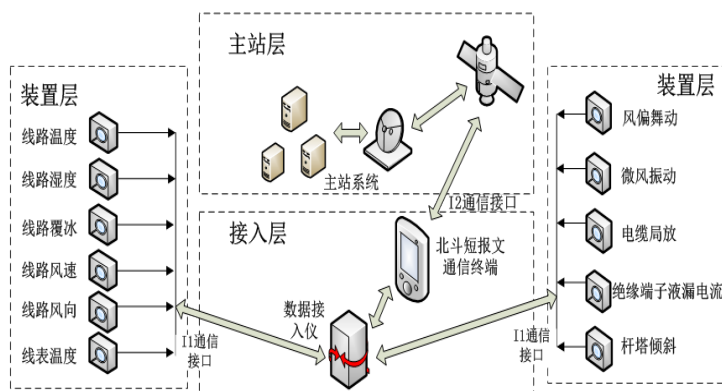 主站层
装置层
线路温度
线路湿度
线路覆冰
线路风速
线路风向
线表温度
I1通信
接口
主站系统
I2通信接口
接入层
北斗短报文
通信终端
数据接
入仪
装置层
风偏舞动
微风振动
电缆局放
绝缘端子液漏电流
杆塔倾斜
I1通信
接口